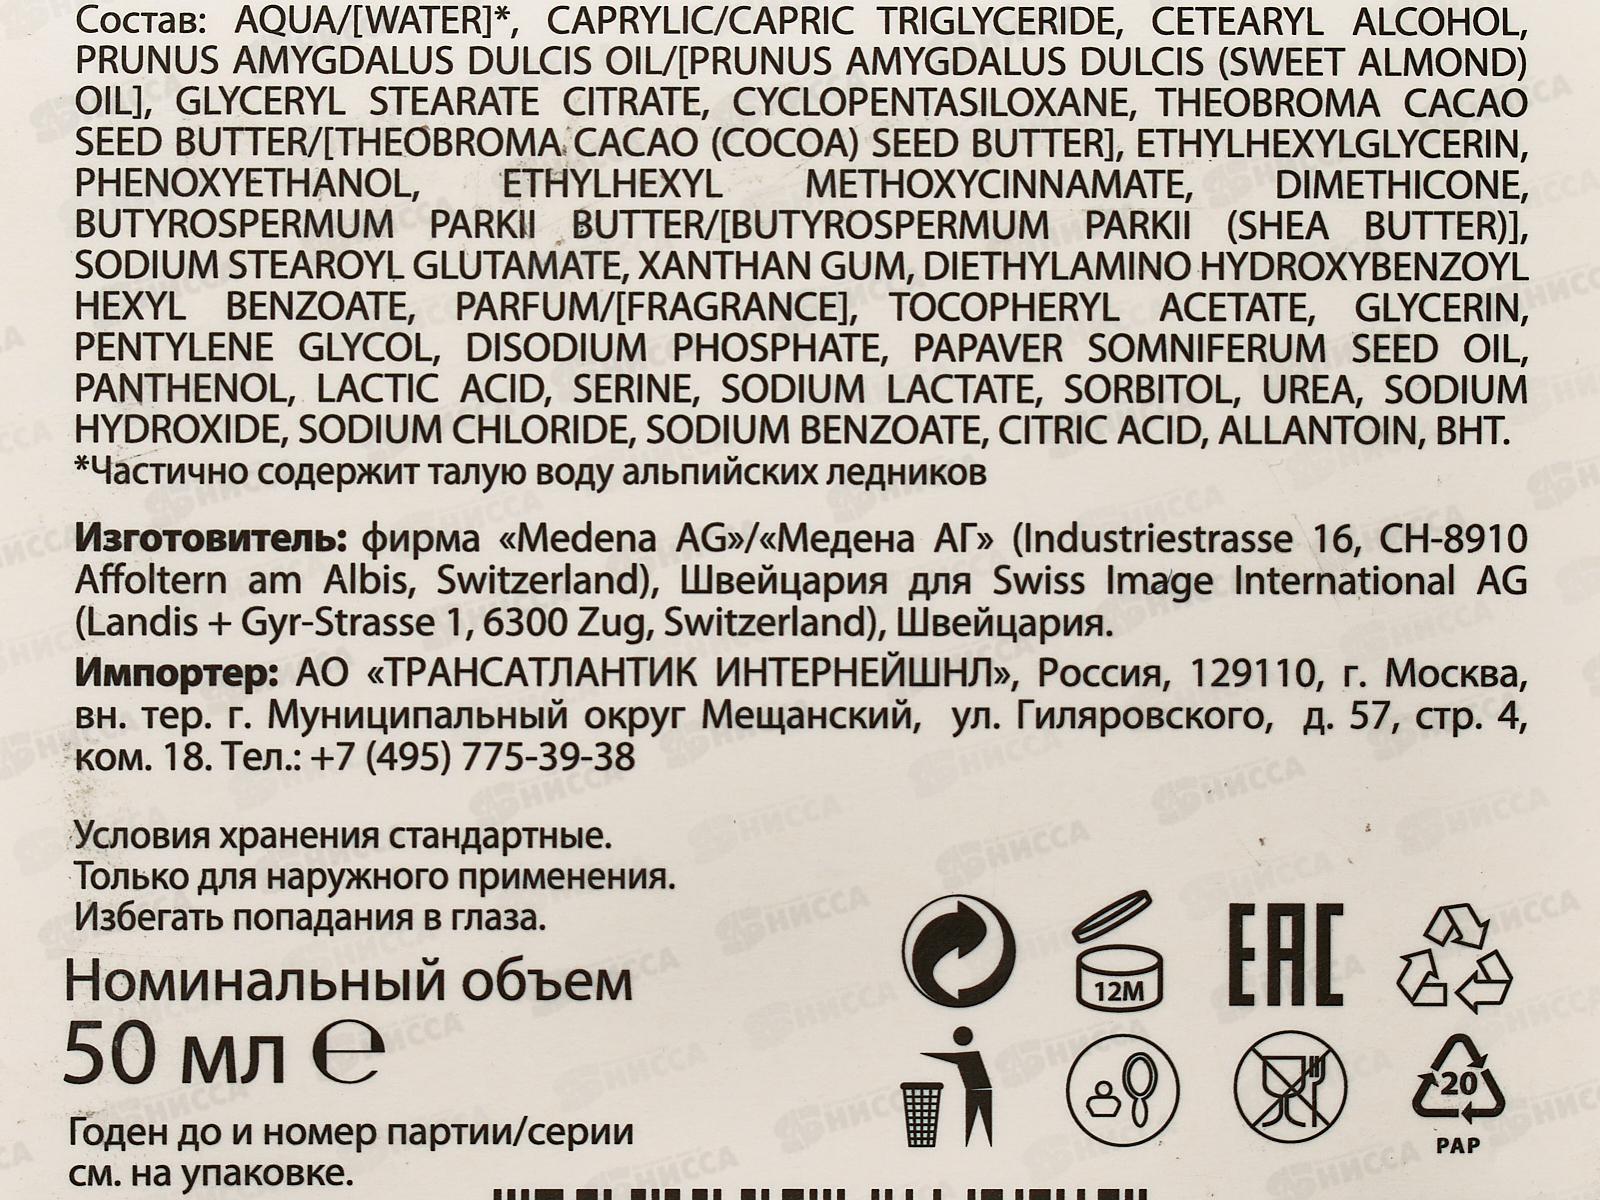 Состав: AQUA/[WATER]*, CAPRYLIC/CAPRIC TRIGLYCERIDE, CETEARYL ALCOHOL,
PRUNUS AMYGDALUS DULCIS OIL/[PRUNUS AMYGDALUS DULCIS (SWEET ALMOND)
OIL], GLYCERYL STEARATE CITRATE, CYCLOPENTASILOXANE, THEOBROMA CACAO
SEED BUTTER/[THEOBROMA CACAO (COCOA) SEED BUTTER], ETHYLHEXYLGLYCERIN,
PHENOXYETHANOL, ETHYLHEXYL METHOXYCINNAMATE, DIMETHICONE,
BUTYROSPERMUM PARKII BUTTER/[BUTYROSPERMUM PARKII (SHEA BUTTER)],
SODIUM STEAROYL GLUTAMATE, XANTHAN GUM, DIETHYLAMINO HYDROXYBENZOYL
HEXYL BENZOATE, PARFUM/[FRAGRANCE], TOCOPHERYL ACETATE, GLYCERIN,
PENTYLENE GLYCOL, DISODIUM PHOSPHATE, PAPAVER SOMNIFERUM SEED OIL,
PANTHENOL, LACTIC ACID, SERINE, SODIUM LACTATE, SORBITOL, UREA, SODIUM
HYDROXIDE, SODIUM CHLORIDE, SODIUM BENZOATE, CITRIC ACID, ALLANTOIN, BHT.
*Частично содержит талую воду альпийских ледников
Изготовитель: фирма «Medena AG»/«Медена АГ» (Industriestrasse 16, CH-8910
Affoltern am Albis, Switzerland), Швейцария для Swiss Image International AG
(Landis + Gyr-Strasse 1, 6300 Zug, Switzerland), Швейцария.
Импортер: АО «ТРАНСАТЛАНТИК ИНТЕРНЕЙШНЛ», Россия, 129110, г. Москва,
вн. тер. г. Муниципальный округ Мещанский, ул. Гиляровского, д. 57, стр. 4,
ком. 18. Тел.: +7 (495) 775-39-38
Условия хранения стандартные.
Только для наружного применения.
Избегать попадания в глаза.
Номинальный объем
50 мл ℮
12M
EAC
20
PAP
Годен до и номер партии/серии
см. на упаковке.